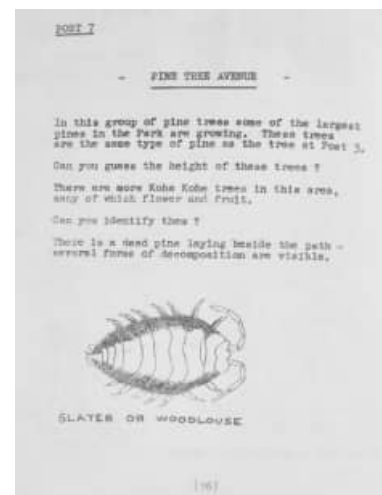 POST 7
- PINE TREE AVENUE -
In this group of pine trees some of the largest
pines in the Park are growing. These trees
are the same type of pine as the tree at Post 3.
Can you guess the height of these trees ?
There are more Kohe Kohe trees in this area,
many of which flower and fruit.
Can you identify them ?
There is a dead pine laying beside the path -
several forms of decomposition are visible.
SLATER OR WOODLOUSE